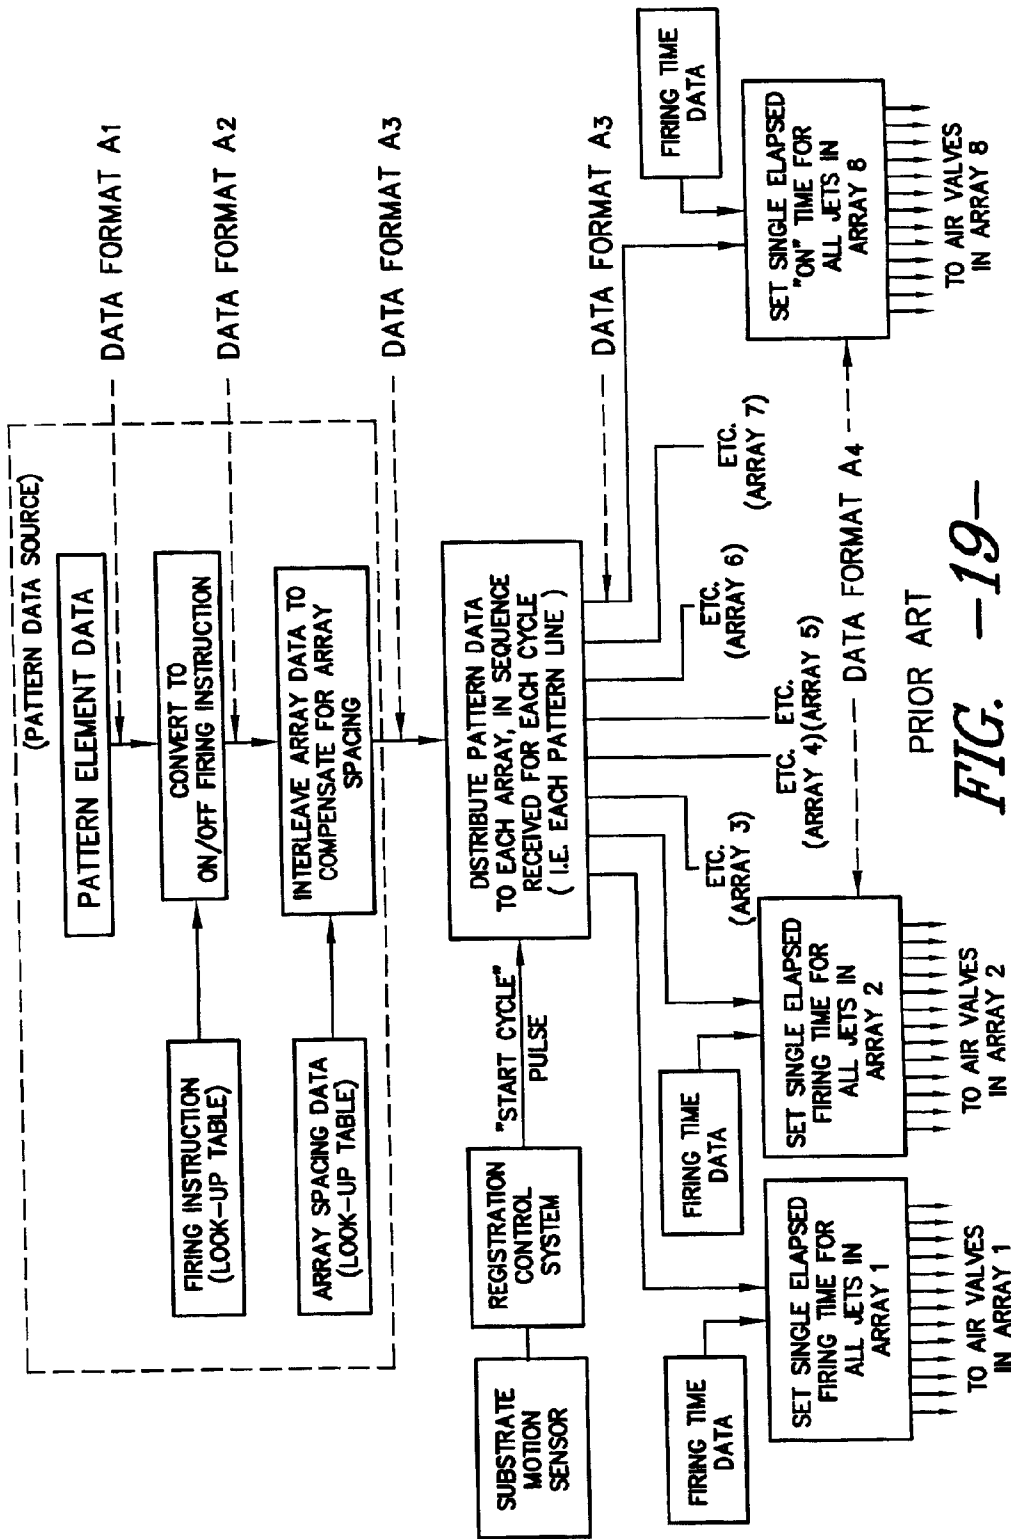 (PATTERN DATA SOURCE)
PATTERN ELEMENT DATA
DATA FORMAT A1
FIRING INSTRUCTION
(LOOK-UP TABLE)
CONVERT TO
ON/OFF FIRING INSTRUCTION
DATA FORMAT A2
ARRAY SPACING DATA
(LOOK-UP TABLE)
INTERLEAVE ARRAY DATA TO
COMPENSATE FOR ARRAY
SPACING
DATA FORMAT A3
SUBSTRATE
MOTION
SENSOR
REGISTRATION
CONTROL
SYSTEM
"START CYCLE"
PULSE
DISTRIBUTE PATTERN DATA
TO EACH ARRAY, IN SEQUENCE
RECEIVED FOR EACH CYCLE
( I.E. EACH PATTERN LINE )
DATA FORMAT A3
FIRING TIME
DATA
FIRING TIME
DATA
ETC.
(ARRAY 3)
ETC.
(ARRAY 4)
ETC.
(ARRAY 5)
ETC.
(ARRAY 6)
ETC.
(ARRAY 7)
FIRING TIME
DATA
SET SINGLE ELAPSED
FIRING TIME FOR
ALL JETS IN
ARRAY 1
SET SINGLE ELAPSED
FIRING TIME FOR
ALL JETS IN
ARRAY 2
DATA FORMAT A4
SET SINGLE ELAPSED
"ON" TIME FOR
ALL JETS IN
ARRAY 8
TO AIR VALVES
IN ARRAY 1
TO AIR VALVES
IN ARRAY 2
TO AIR VALVES
IN ARRAY 8
PRIOR ART
FIG. -19-